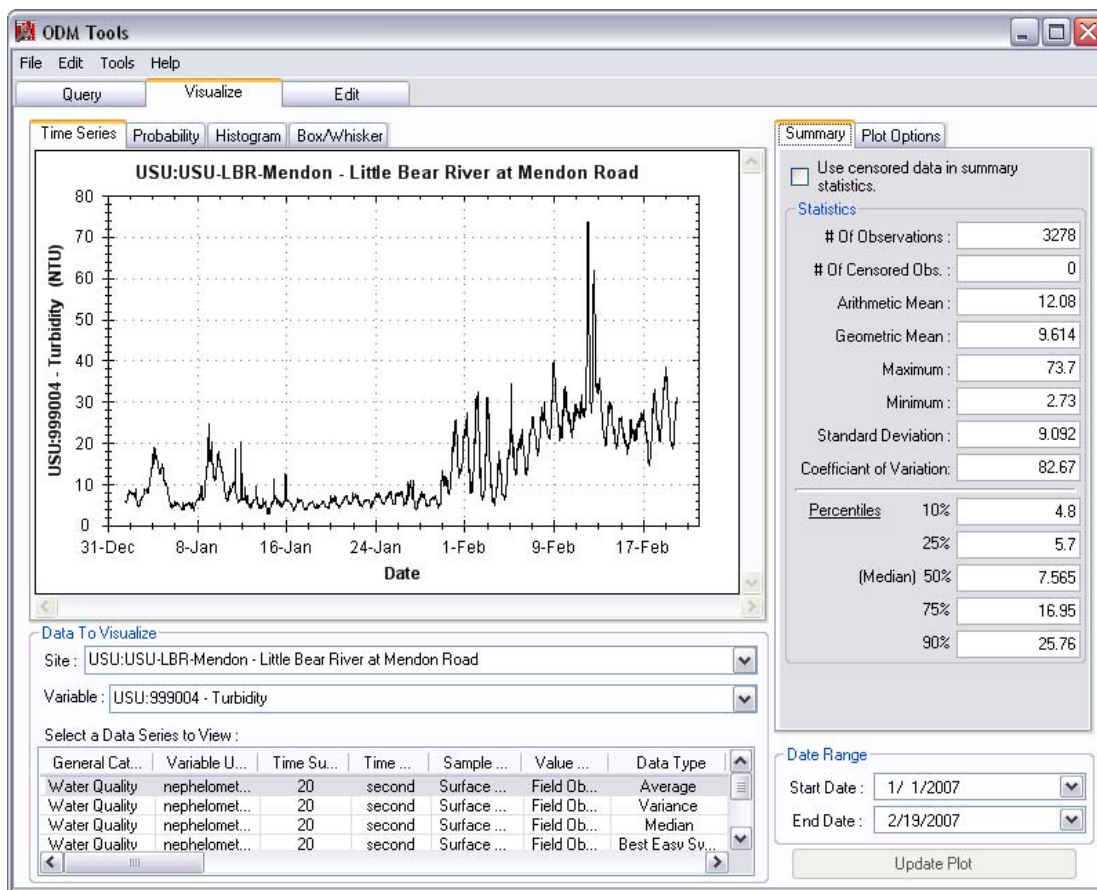 ODM Tools
File Edit Tools Help
Query Visualize Edit
Time Series Probability Histogram Box/Whisker
USU:USU-LBR-Mendon - Little Bear River at Mendon Road
USU:999004 - Turbidity (NTU)
80
70
60
50
40
30
20
10
0
31-Dec 8-Jan 16-Jan 24-Jan 1-Feb 9-Feb 17-Feb
Date
Data To Visualize
Site : USU:USU-LBR-Mendon - Little Bear River at Mendon Road
Variable : USU:999004 - Turbidity
Select a Data Series to View :
General Cat... Variable U... Time Su... Time ... Sample ... Value ... Data Type
Water Quality nephelomet... 20 second Surface ... Field Ob... Average
Water Quality nephelomet... 20 second Surface ... Field Ob... Variance
Water Quality nephelomet... 20 second Surface ... Field Ob... Median
Water Quality nephelomet... 20 second Surface ... Field Ob... Best Easy Sy...
Summary Plot Options
Use censored data in summary
statistics.
Statistics
# Of Observations : 3278
# Of Censored Obs. : 0
Arithmetic Mean : 12.08
Geometric Mean : 9.614
Maximum : 73.7
Minimum : 2.73
Standard Deviation : 9.092
Coefficiant of Variation: 82.67
Percentiles 10% 4.8
25% 5.7
(Median) 50% 7.565
75% 16.95
90% 25.76
Date Range
Start Date : 1/ 1/2007
End Date : 2/19/2007
Update Plot